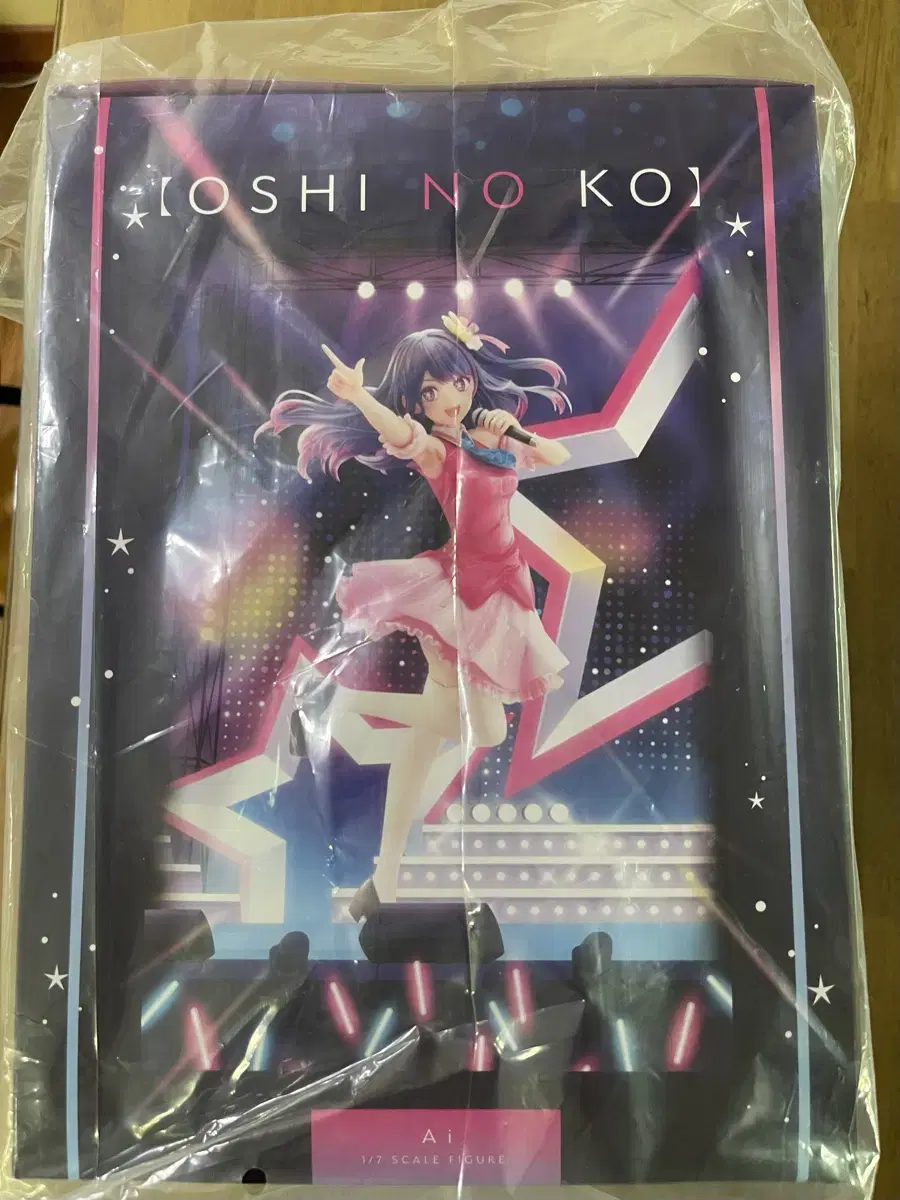 【OSHI NO KO】
Ai
1/7 SCALE FIGURE